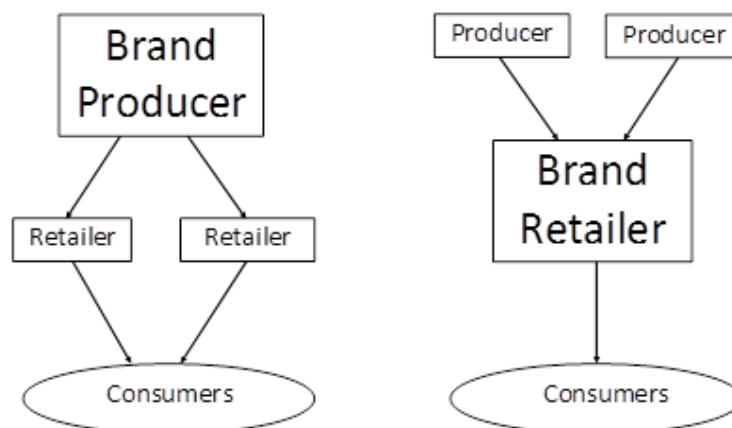 Brand
Producer
Retailer
Retailer
Consumers
Producer
Producer
Brand
Retailer
Consumers